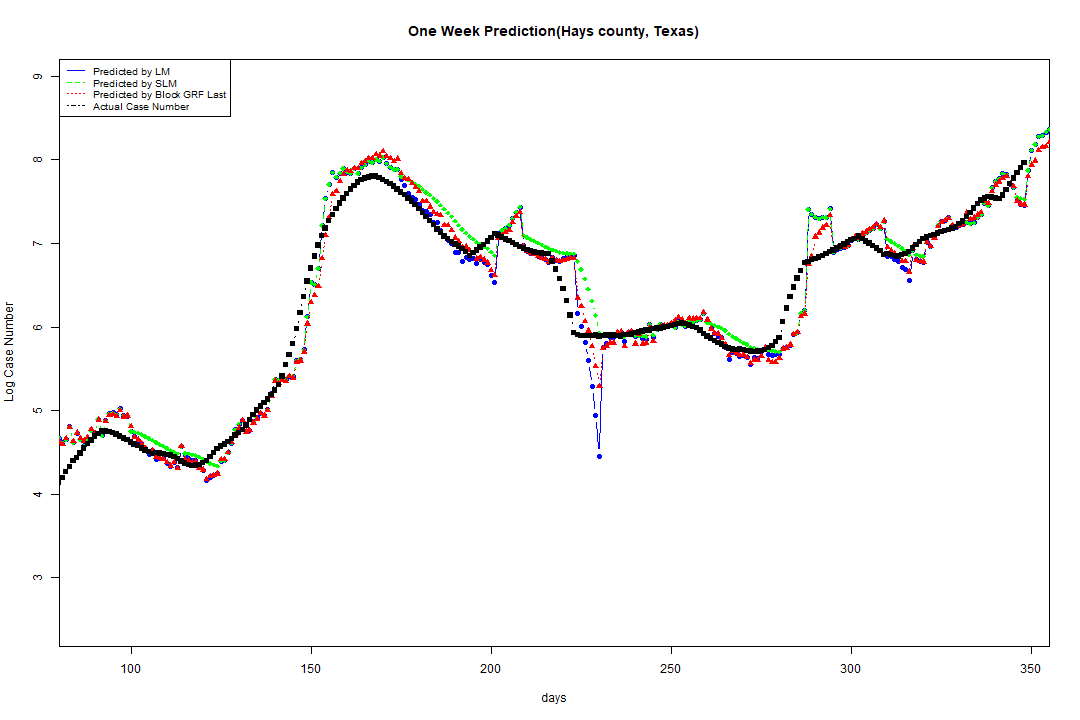 One Week Prediction(Hays county, Texas)
Predicted by LM
Predicted by SLM
Predicted by Block GRF Last
Actual Case Number
9
8
7
6
5
4
3
Log Case Number
100 150 200 250 300 350
days